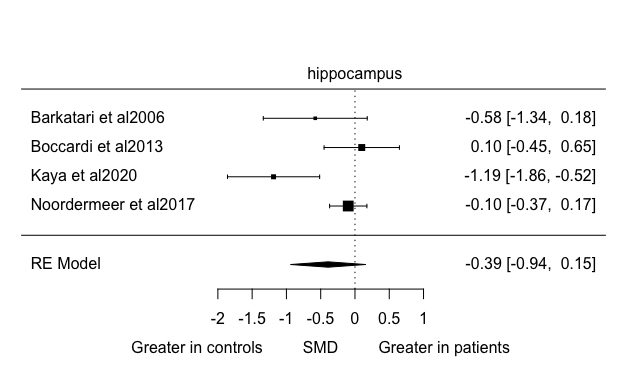 hippocampus
Barkatari et al2006 -0.58 [-1.34, 0.18]
Boccardi et al2013 0.10 [-0.45, 0.65]
Kaya et al2020 -1.19 [-1.86, -0.52]
Noordermeer et al2017 -0.10 [-0.37, 0.17]
RE Model -0.39 [-0.94, 0.15]
-2 -1.5 -1 -0.5 0 0.5 1
Greater in controls SMD Greater in patients